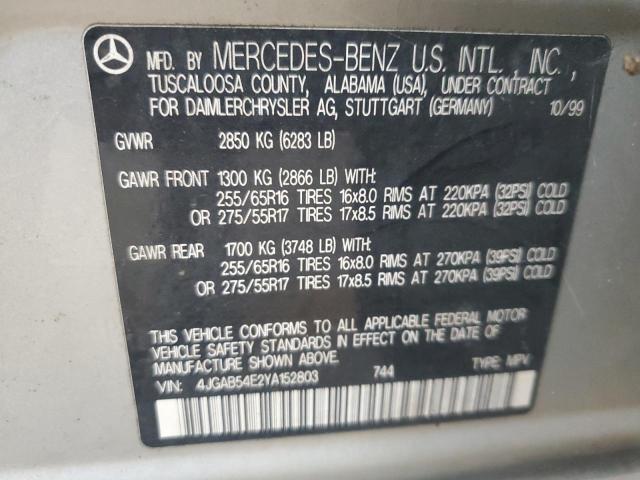 MFD. BY MERCEDES-BENZ U.S. INTL., INC.,
TUSCALOOSA COUNTY, ALABAMA (USA), UNDER CONTRACT
FOR DAIMLERCHRYSLER AG, STUTTGART (GERMANY) 10/99
GVWR 2850 KG (6283 LB)
GAWR FRONT 1300 KG (2866 LB) WITH:
255/65R16 TIRES 16x8.0 RIMS AT 220KPA (32PSI) COLD
OR 275/55R17 TIRES 17x8.5 RIMS AT 220KPA (32PSI) COLD
GAWR REAR 1700 KG (3748 LB) WITH:
255/65R16 TIRES 16x8.0 RIMS AT 270KPA (39PSI) COLD
OR 275/55R17 TIRES 17x8.5 RIMS AT 270KPA (39PSI) COLD
THIS VEHICLE CONFORMS TO ALL APPLICABLE FEDERAL MOTOR
VEHICLE SAFETY STANDARDS IN EFFECT ON THE DATE OF
MANUFACTURE SHOWN ABOVE.
VIN: 4JGAB54E2YA152803 744 TYPE: MPV